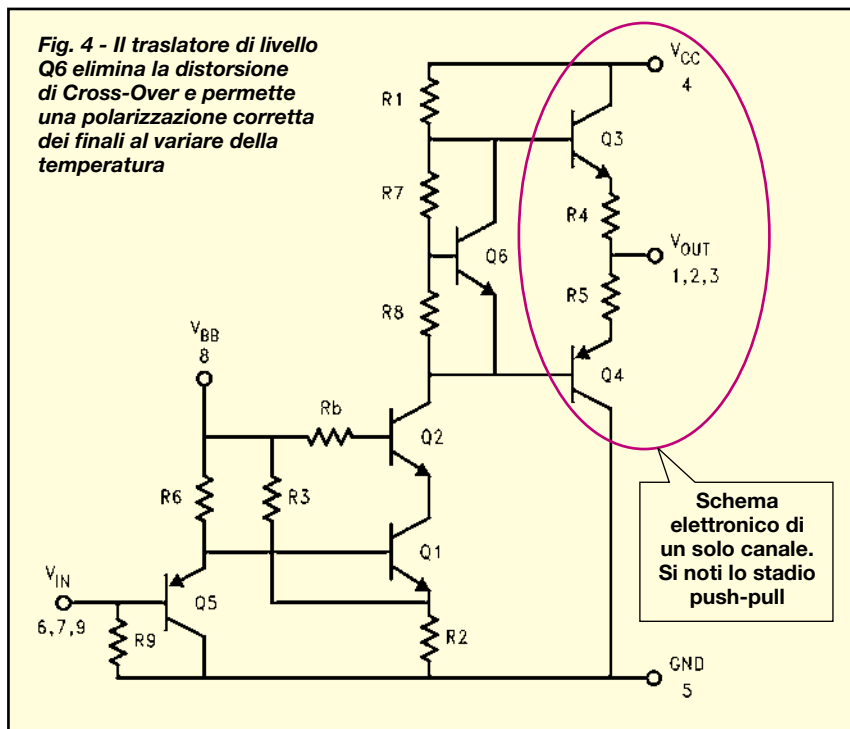 Fig. 4 - Il traslatore di livello
Q6 elimina la distorsione
di Cross-Over e permette
una polarizzazione corretta
dei finali al variare della
temperatura
VCC
4
R1
Q3
R7
R4
Q6
VOUT
1,2,3
R5
R8
VBB
8
Q4
Rb
Q2
R6
R3
Schema
elettronico di
un solo canale.
Si noti lo stadio
push-pull
Q1
VIN
6,7,9
Q5
R9
R2
GND
5